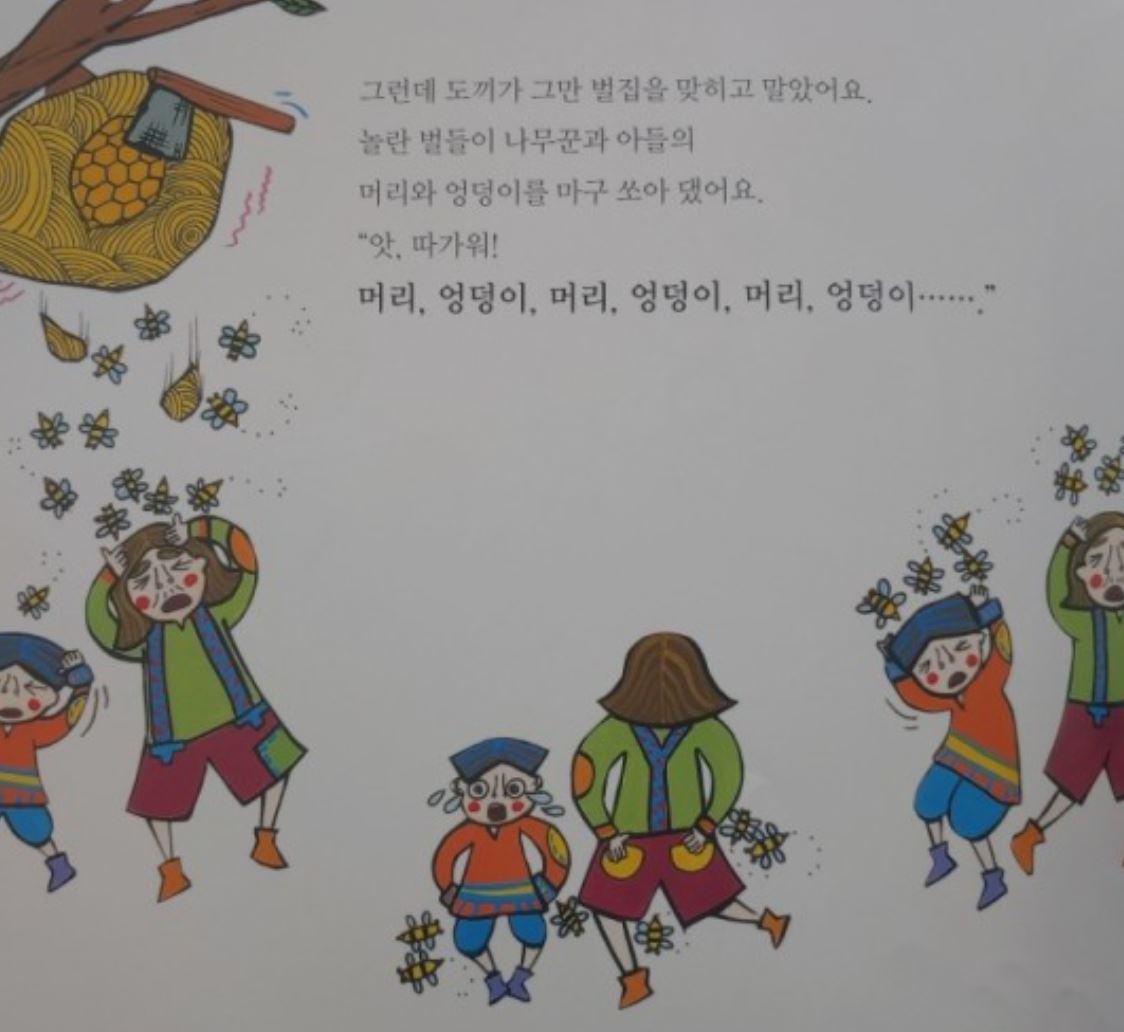 그런데 도끼가 그만 벌집을 맞히고 말았어요.
놀란 벌들이 나무꾼과 아들의
머리와 엉덩이를 마구 쏘아 댔어요.
“앗, 따가워!
머리, 엉덩이, 머리, 엉덩이, 머리, 엉덩이…….”